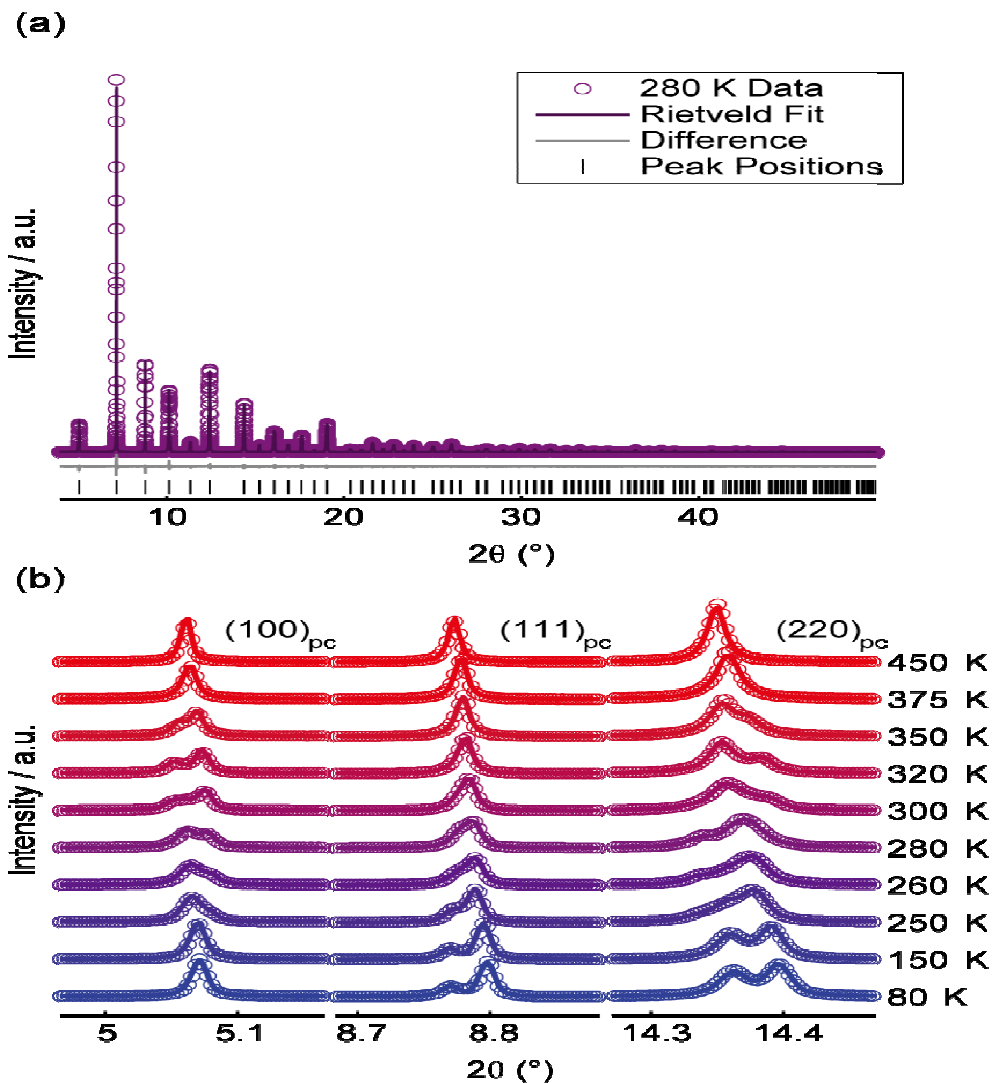 (a)
280 K Data
Rietveld Fit
Difference
Peak Positions
Intensity / a.u.
10 20 30 40
2θ (°)
(b)
(100)pc (111)pc (220)pc
450 K
375 K
350 K
320 K
300 K
280 K
260 K
250 K
150 K
80 K
Intensity / a.u.
5 5.1 8.7 8.8 14.3 14.4
2θ (°)